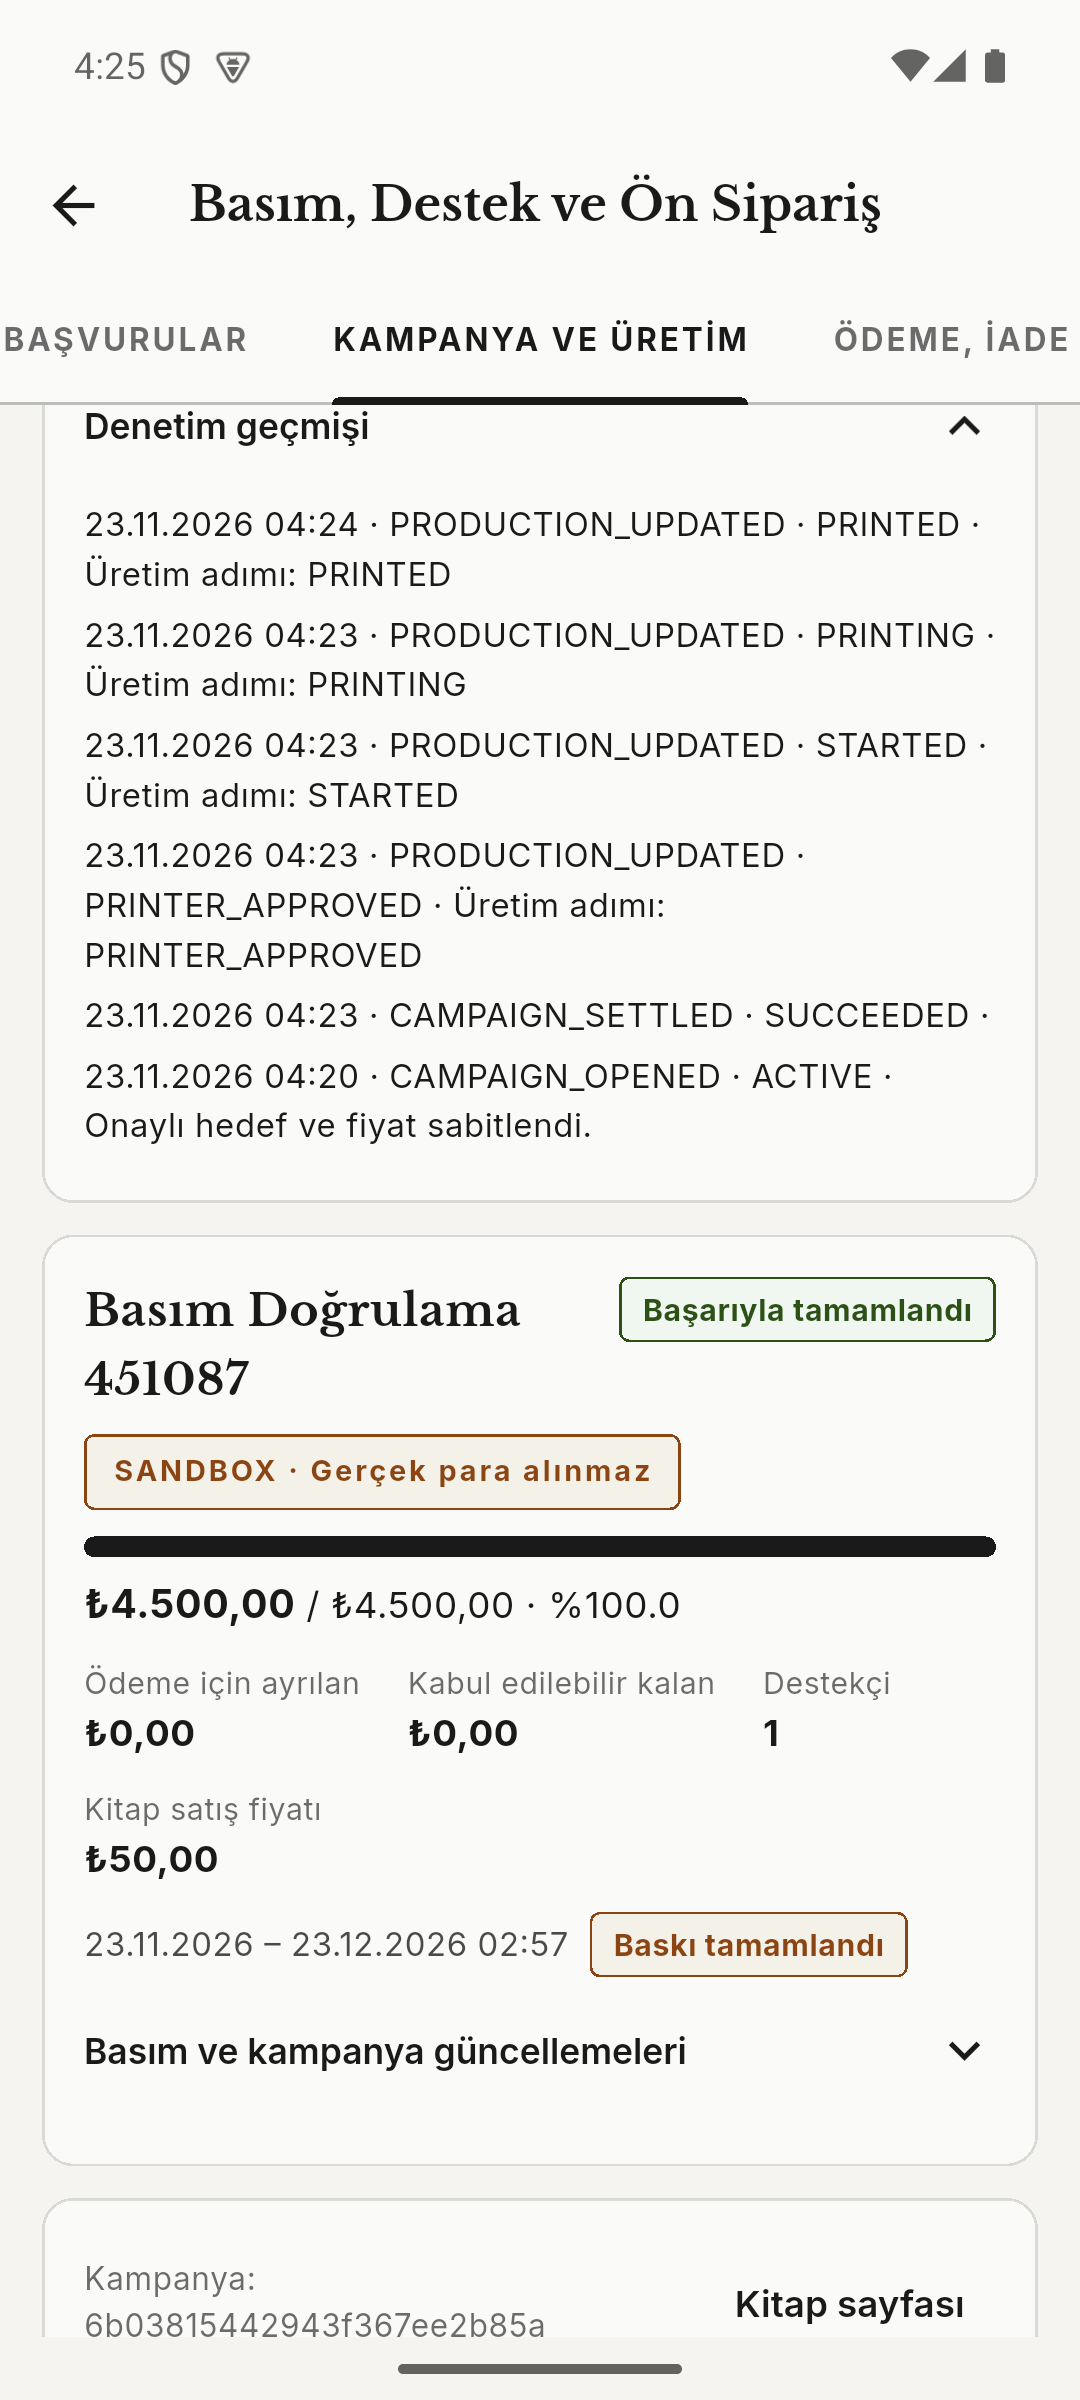 4:25
Basım, Destek ve Ön Sipariş
BAŞVURULAR
KAMPANYA VE ÜRETİM
ÖDEME, İADE
Denetim geçmişi
23.11.2026 04:24 · PRODUCTION_UPDATED · PRINTED ·
Üretim adımı: PRINTED
23.11.2026 04:23 · PRODUCTION_UPDATED · PRINTING ·
Üretim adımı: PRINTING
23.11.2026 04:23 · PRODUCTION_UPDATED · STARTED ·
Üretim adımı: STARTED
23.11.2026 04:23 · PRODUCTION_UPDATED ·
PRINTER_APPROVED · Üretim adımı:
PRINTER_APPROVED
23.11.2026 04:23 · CAMPAIGN_SETTLED · SUCCEEDED ·
23.11.2026 04:20 · CAMPAIGN_OPENED · ACTIVE ·
Onaylı hedef ve fiyat sabitlendi.
Basım Doğrulama
451087
Başarıyla tamamlandı
SANDBOX · Gerçek para alınmaz
₺4.500,00 / ₺4.500,00 · %100.0
Ödeme için ayrılan
₺0,00
Kabul edilebilir kalan
₺0,00
Destekçi
1
Kitap satış fiyatı
₺50,00
23.11.2026 – 23.12.2026 02:57
Baskı tamamlandı
Basım ve kampanya güncellemeleri
Kampanya:
6b03815442943f367ee2b85a
Kitap sayfası